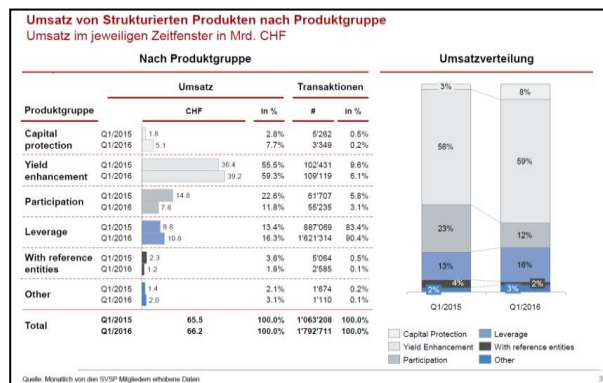 Umsatz von Strukturierten Produkten nach Produktgruppe
Umsatz im jeweiligen Zeitfenster in Mrd. CHF
Nach Produktgruppe
Umsatz Transaktionen
Produktgruppe CHF in % # in %
Capital protection Q1/2015 1.8 2.8% 5'262 0.5%
Q1/2016 5.1 7.7% 3'349 0.2%
Yield enhancement Q1/2015 36.4 55.5% 102'431 9.6%
Q1/2016 39.2 59.3% 109'119 6.1%
Participation Q1/2015 14.8 22.6% 61'707 5.8%
Q1/2016 7.8 11.8% 55'235 3.1%
Leverage Q1/2015 8.8 13.4% 887'069 83.4%
Q1/2016 10.8 16.3% 1'621'314 90.4%
With reference entities Q1/2015 2.3 3.6% 5'064 0.5%
Q1/2016 1.2 1.8% 2'585 0.1%
Other Q1/2015 1.4 2.1% 1'674 0.2%
Q1/2016 2.0 3.1% 1'110 0.1%
Total Q1/2015 65.5 100.0% 1'063'208 100.0%
Q1/2016 66.2 100.0% 1'792'711 100.0%
Umsatzverteilung
3% 8%
56% 59%
23% 12%
13% 16%
4% 2%
2% 3%
Q1/2015 Q1/2016
Capital Protection Leverage
Yield Enhancement With reference entities
Participation Other
Quelle: Monatlich von den SVSP Mitgliedern erhobene Daten
3